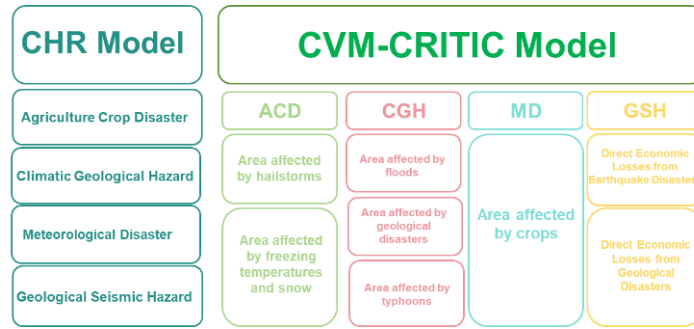 CHR Model
CVM-CRITIC Model
Agriculture Crop Disaster
Climatic Geological Hazard
Meteorological Disaster
Geological Seismic Hazard
ACD
CGH
MD
GSH
Area affected
by hailstorms
Area affected
by freezing
temperatures
and snow
Area affected by
floods
Area affected by
geological
disasters
Area affected by
typhoons
Area affected
by crops
Direct Economic
Losses from
Earthquake Disaster
Direct Economic
Losses from
Geological
Disasters